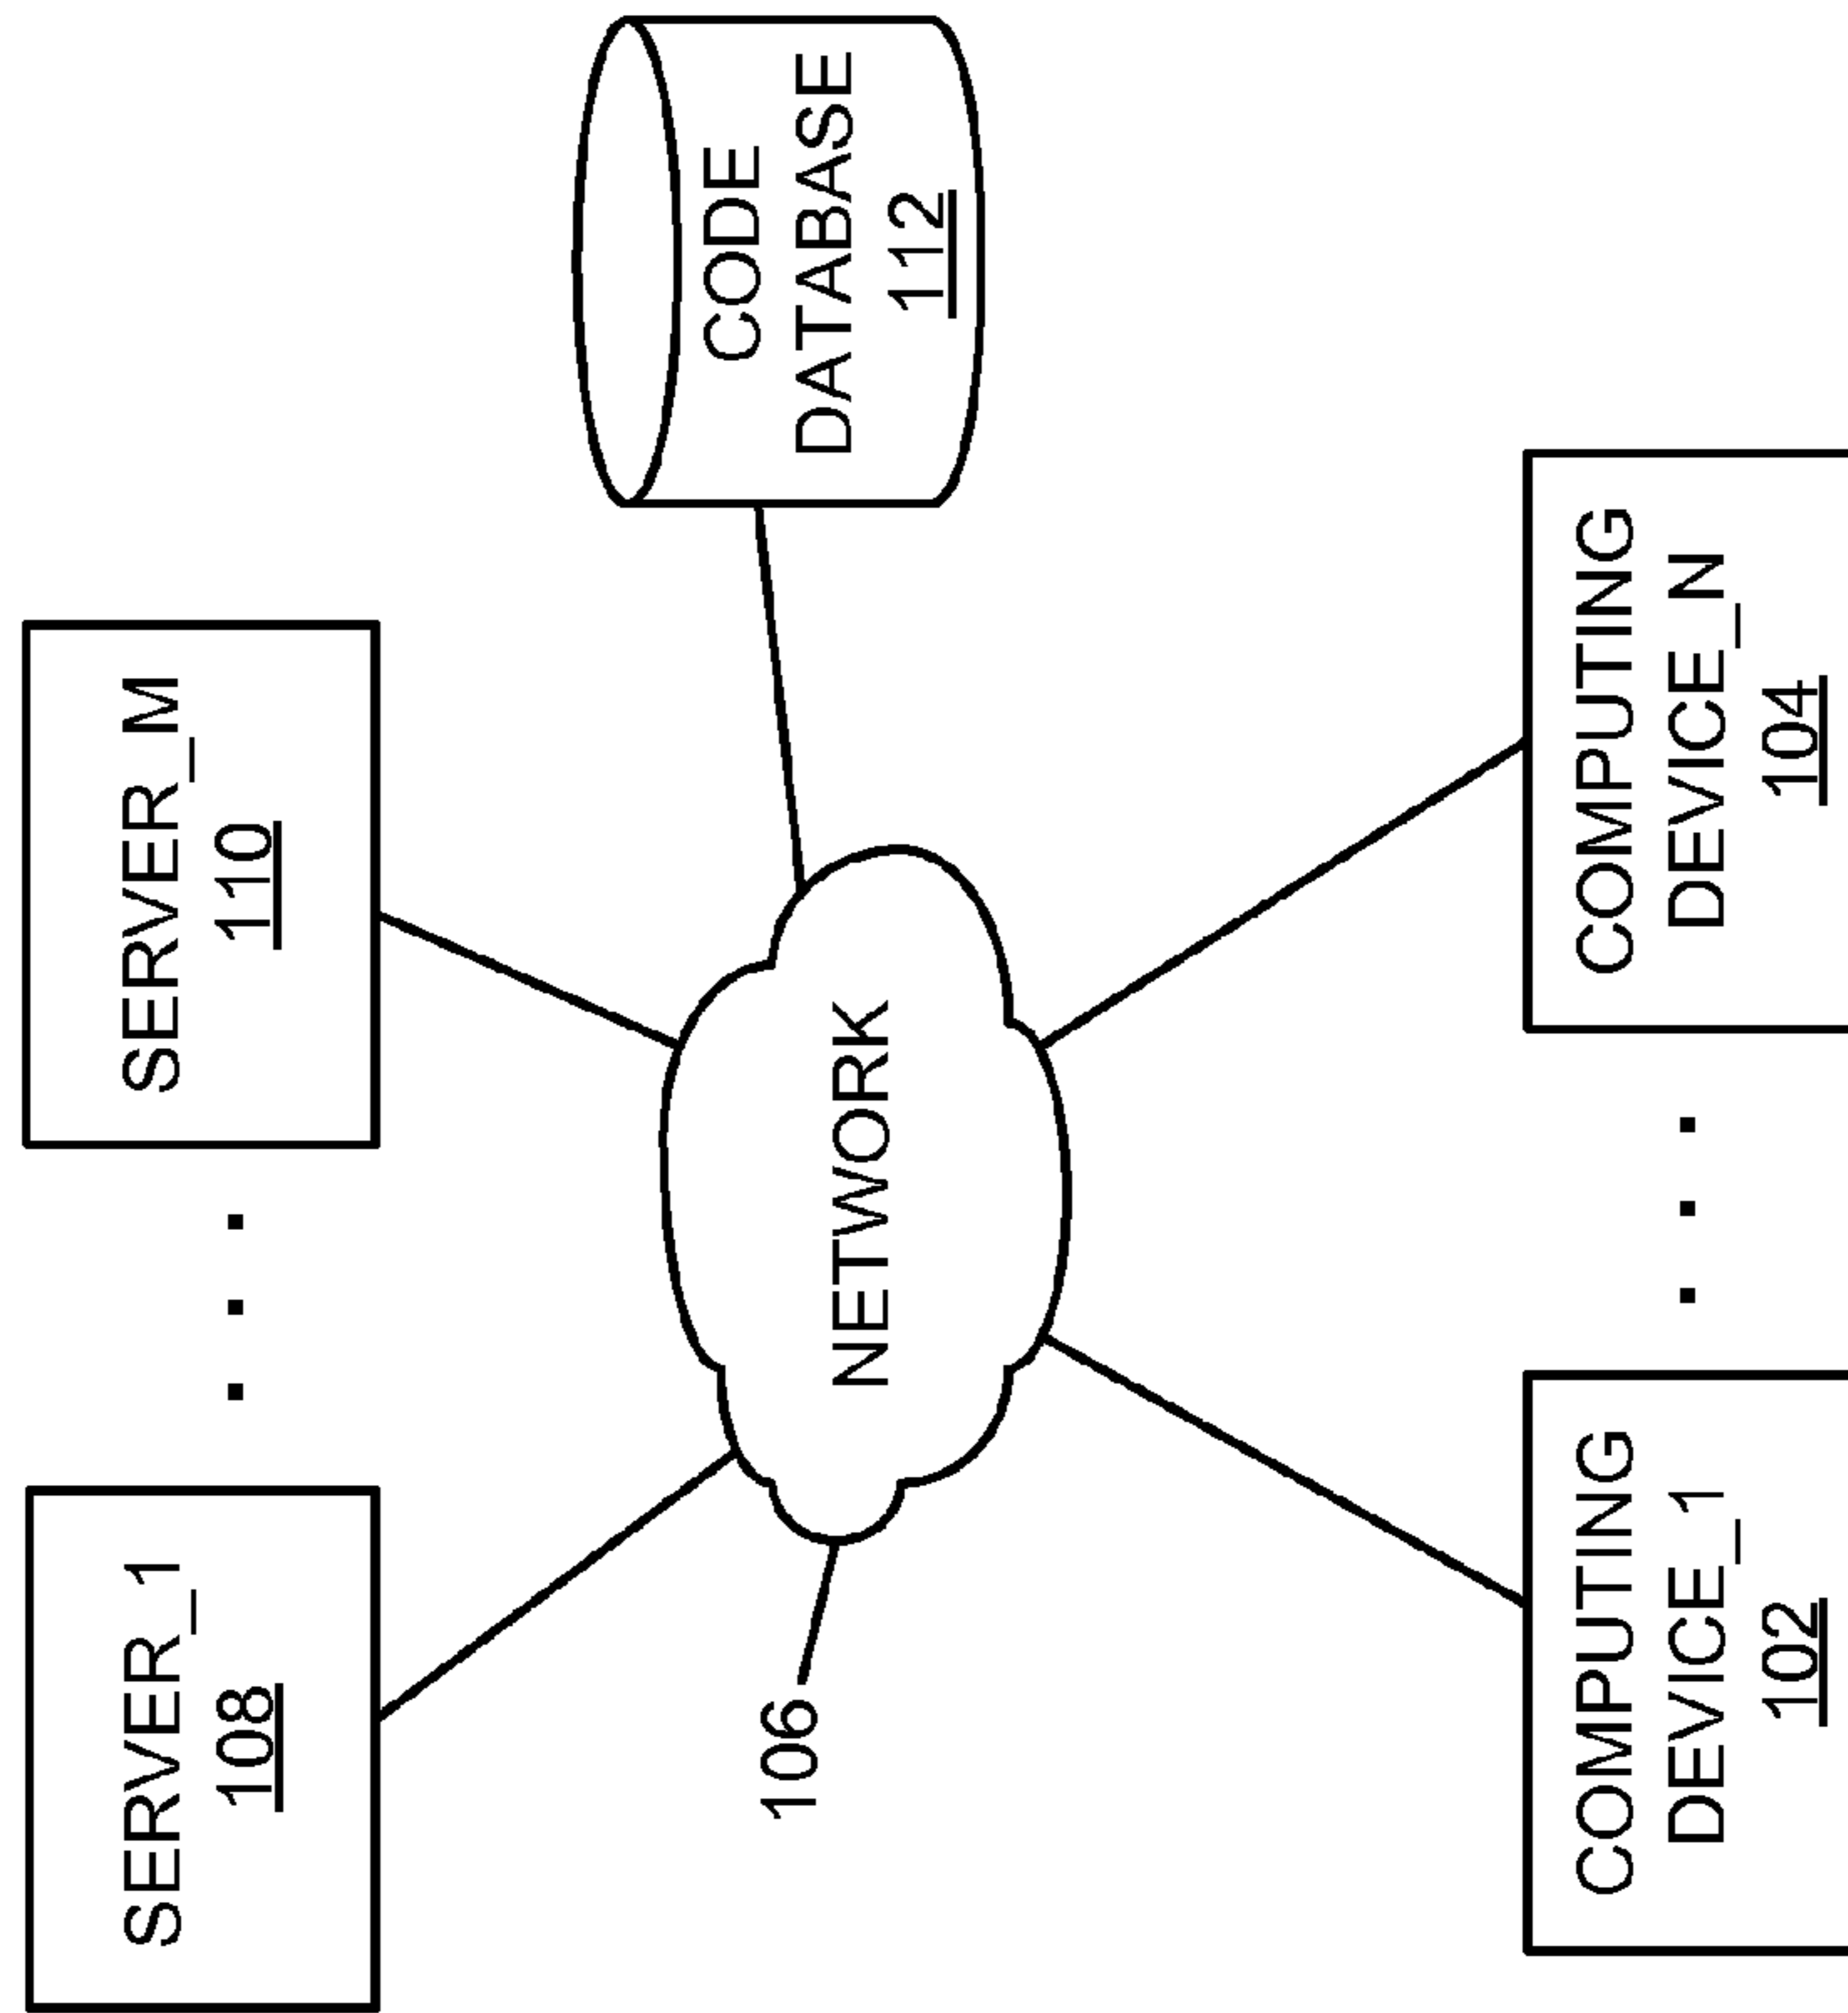 SERVER_1
108
SERVER_M
110
CODE
DATABASE
112
NETWORK
106
COMPUTING
DEVICE_1
102
COMPUTING
DEVICE_N
104